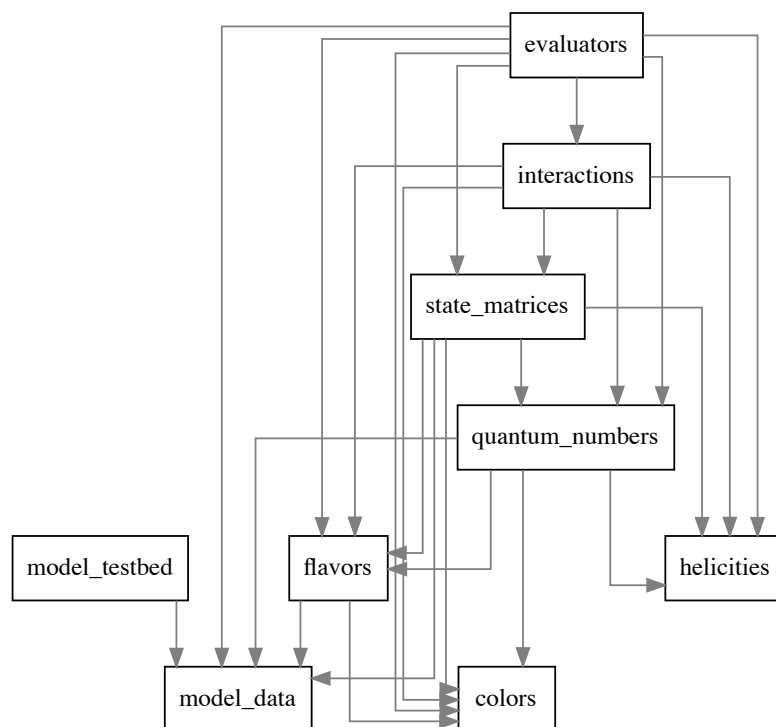 evaluators
interactions
state_matrices
quantum_numbers
model_testbed
flavors
helicities
model_data
colors